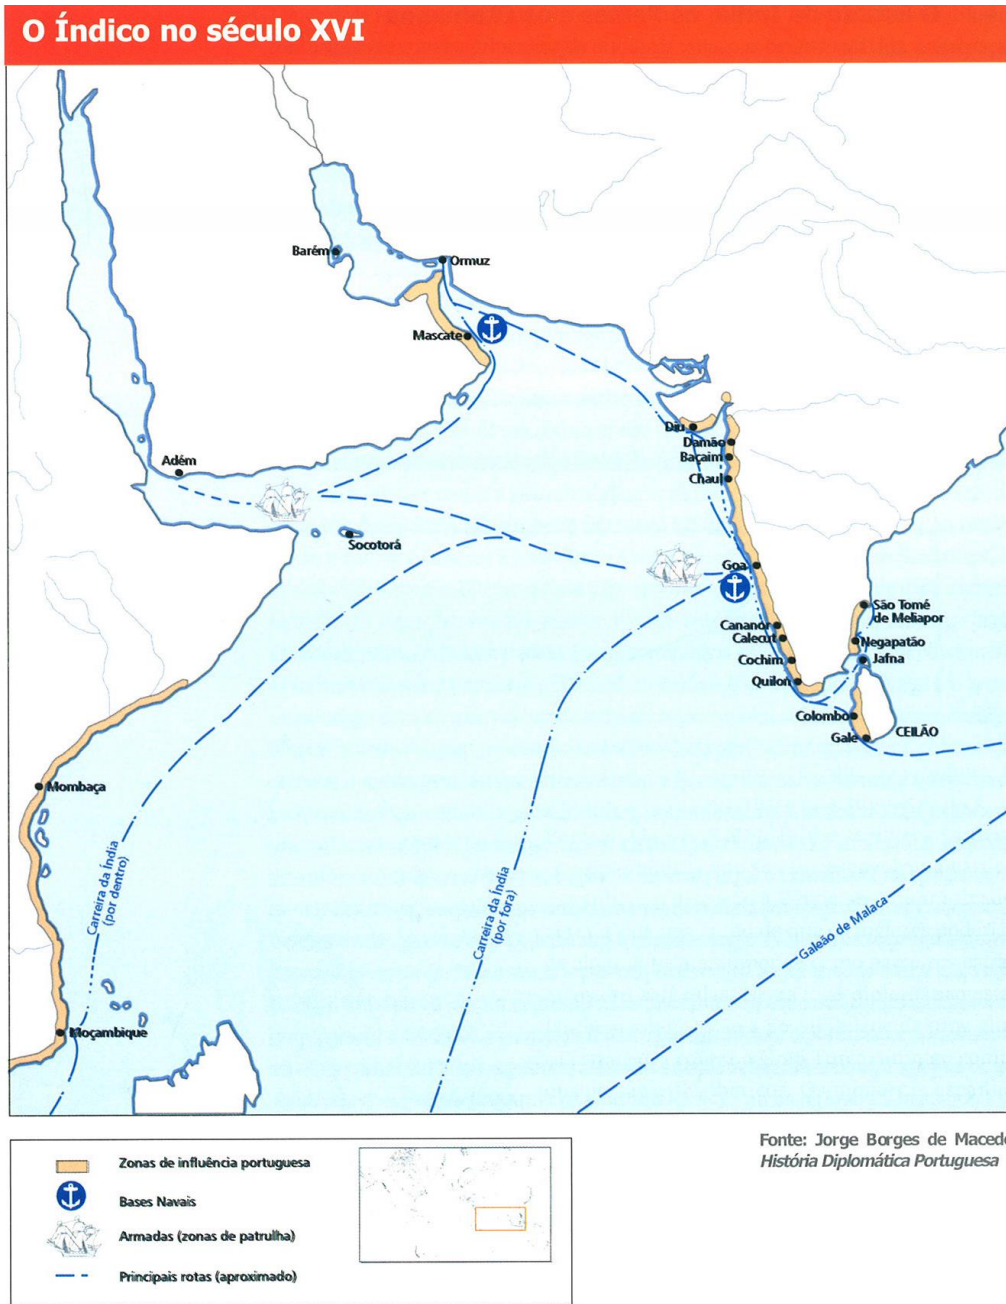 O Índico no século XVI
Barém
Ormuz
Mascate
Adém
Socotorá
Diu
Damão
Baçaim
Chaul
Goa
Cananor
Calecut
Cochim
Quilon
São Tomé
de Meliapor
Negapatão
Jafna
Colombo
Gale
CEILÃO
Mombaça
Carreira da Índia
(por dentro)
Carreira da Índia
(por fora)
Galeão de Malaca
Moçambique
Zonas de influência portuguesa
Bases Navais
Armadas (zonas de patrulha)
Principais rotas (aproximado)
Fonte: Jorge Borges de Macedo
História Diplomática Portuguesa